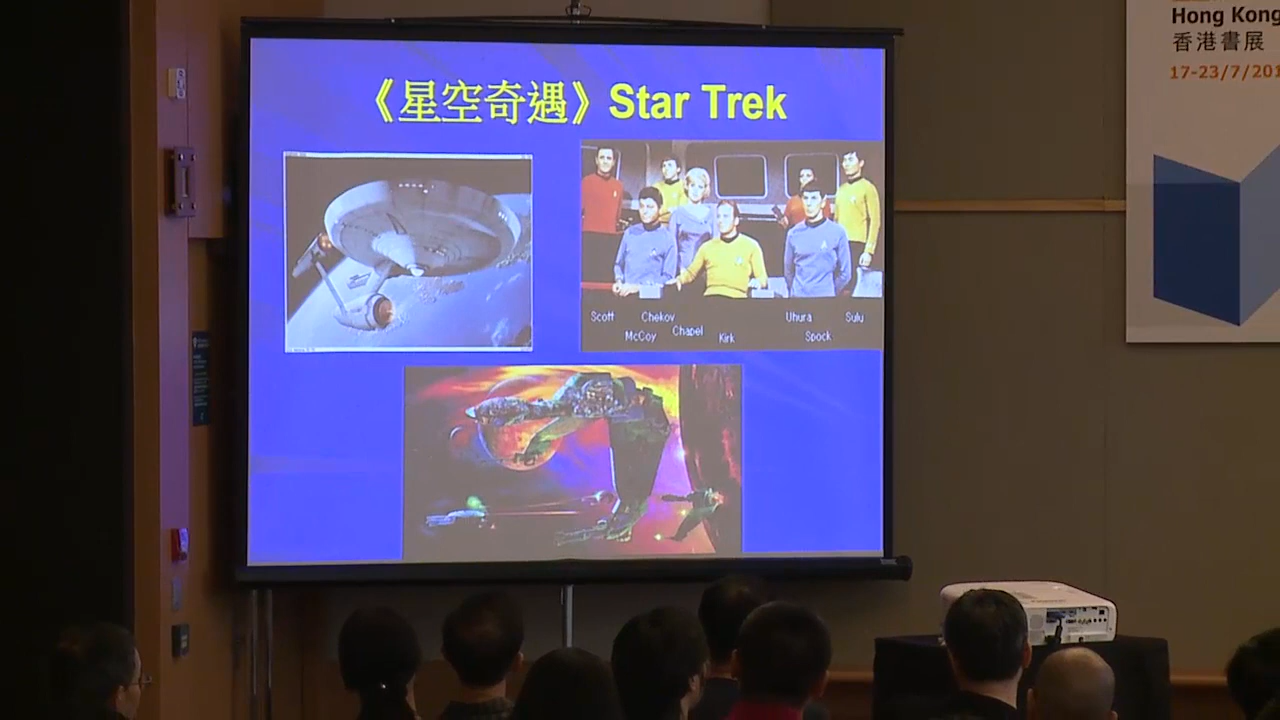 《星空奇遇》Star Trek
Scott Chekov Uhura Sulu
McCoy Chapel Kirk Spock
Hong Kong
香港書展
17-23/7/201